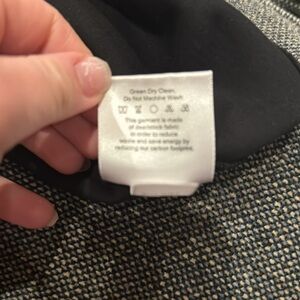 Green Dry Clean.
Do Not Machine Wash.
This garment is made
of deadstock fabric
in order to reduce
waste and save energy by
reducing our carbon footprint.